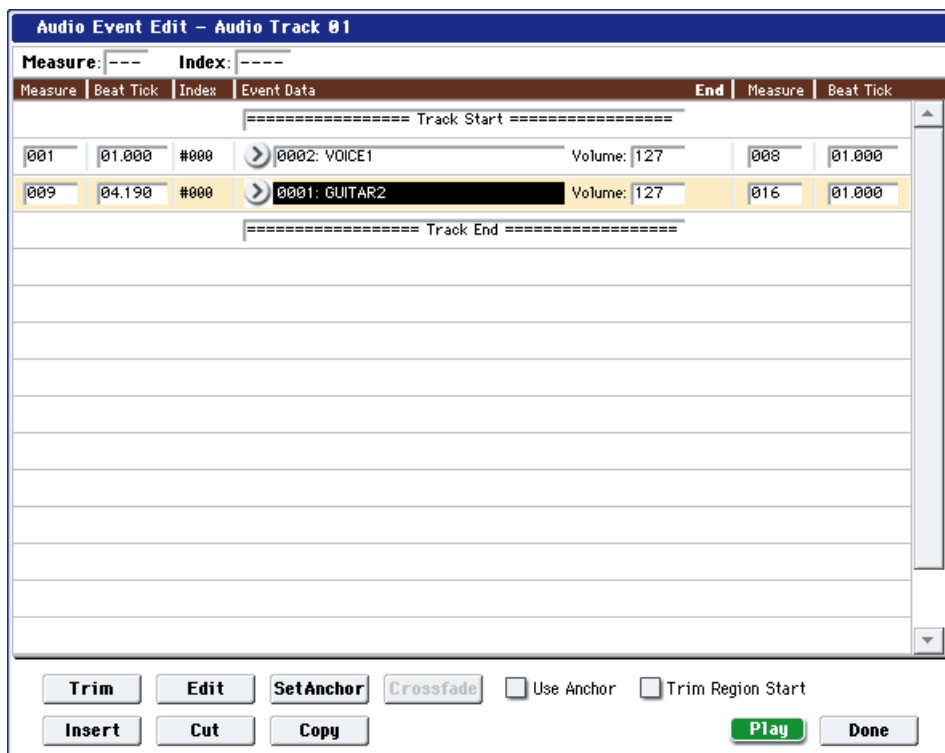 Audio Event Edit – Audio Track 01
Measure: --- Index: ----
Measure Beat Tick Index Event Data End Measure Beat Tick
================= Track Start =================
001 01.000 #000 0002: VOICE1 Volume: 127 008 01.000
009 04.190 #000 0001: GUITAR2 Volume: 127 016 01.000
================== Track End ==================
Trim Edit SetAnchor Crossfade Use Anchor Trim Region Start
Insert Cut Copy Play Done